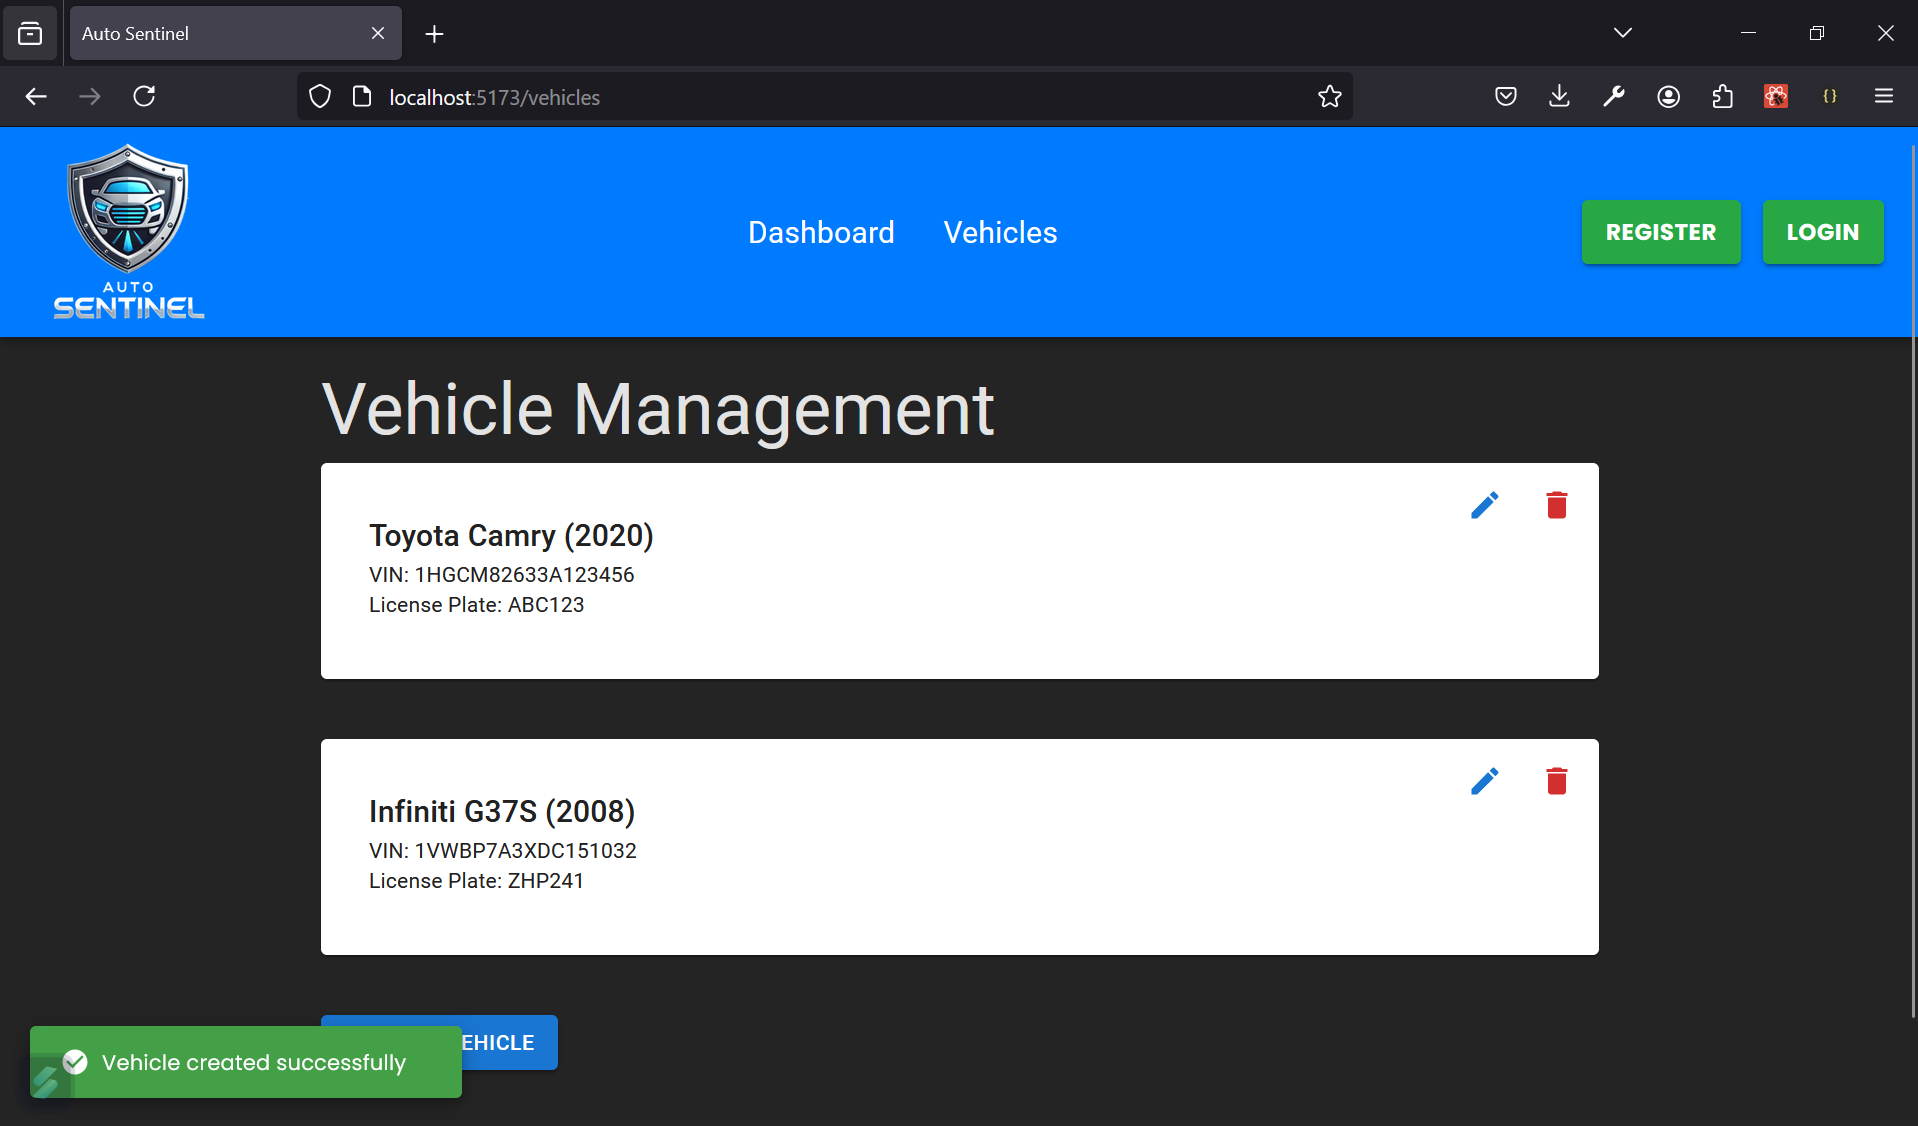 Auto Sentinel
localhost:5173/vehicles
{}
AUTO
SENTINEL
Dashboard
Vehicles
REGISTER
LOGIN
Vehicle Management
Toyota Camry (2020)
VIN: 1HGCM82633A123456
License Plate: ABC123
Infiniti G37S (2008)
VIN: 1VWBP7A3XDC151032
License Plate: ZHP241
EHICLE
Vehicle created successfully